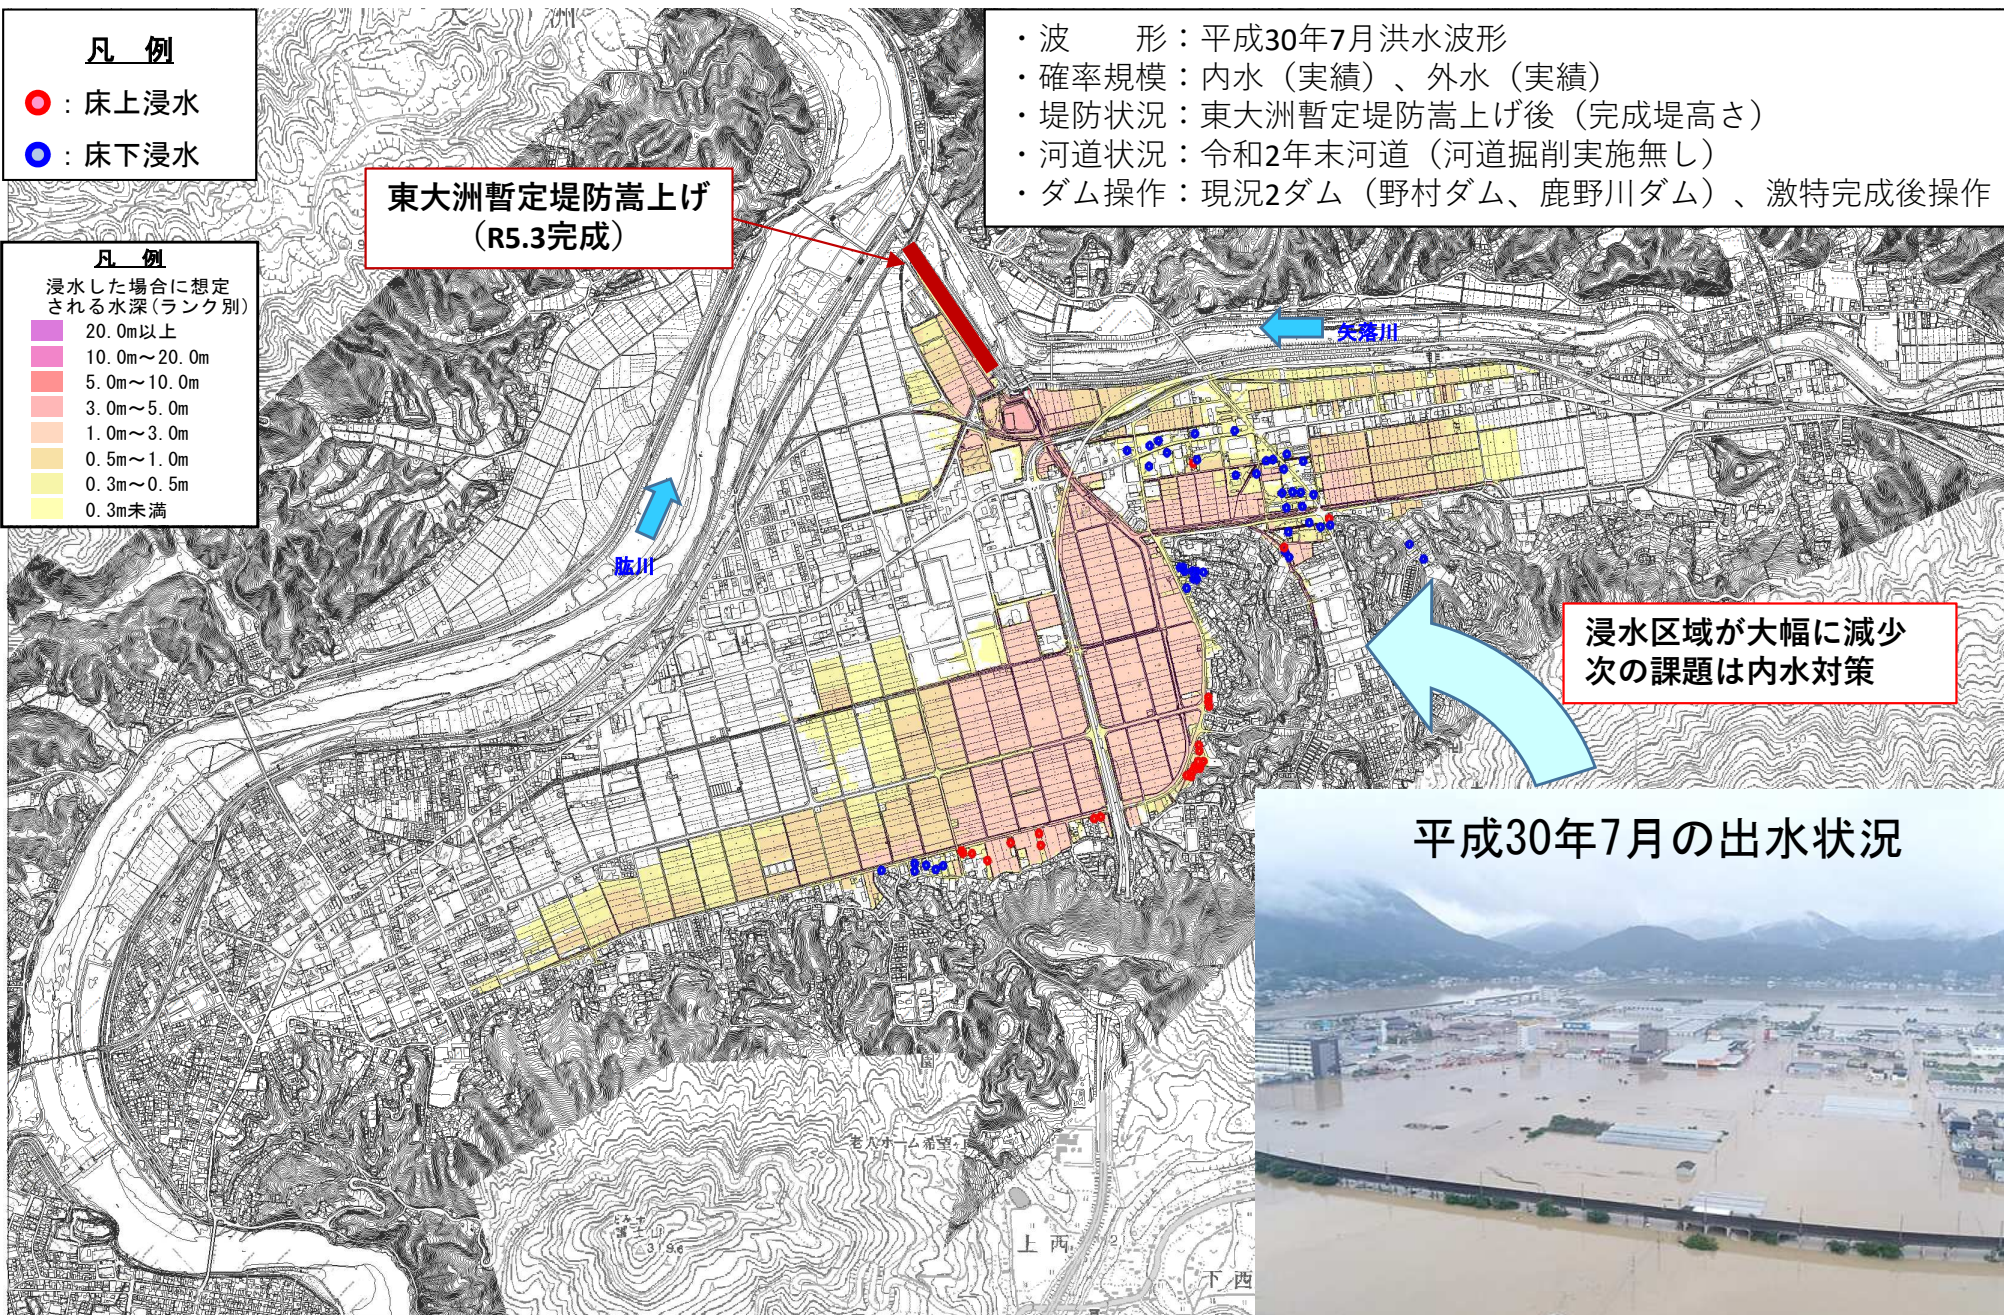 凡 例
：床上浸水
：床下浸水
・波　　形：平成30年7月洪水波形
・確率規模：内水（実績）、外水（実績）
・堤防状況：東大洲暫定堤防嵩上げ後（完成堤高さ）
・河道状況：令和2年末河道（河道掘削実施無し）
・ダム操作：現況2ダム（野村ダム、鹿野川ダム）、激特完成後操作
東大洲暫定堤防嵩上げ
（R5.3完成）
凡 例
浸水した場合に想定
される水深(ランク別)
20.0m以上
10.0m～20.0m
5.0m～10.0m
3.0m～5.0m
1.0m～3.0m
0.5m～1.0m
0.3m～0.5m
0.3m未満
矢落川
肱川
浸水区域が大幅に減少
次の課題は内水対策
平成30年7月の出水状況
老人ホーム希望
上西
下西